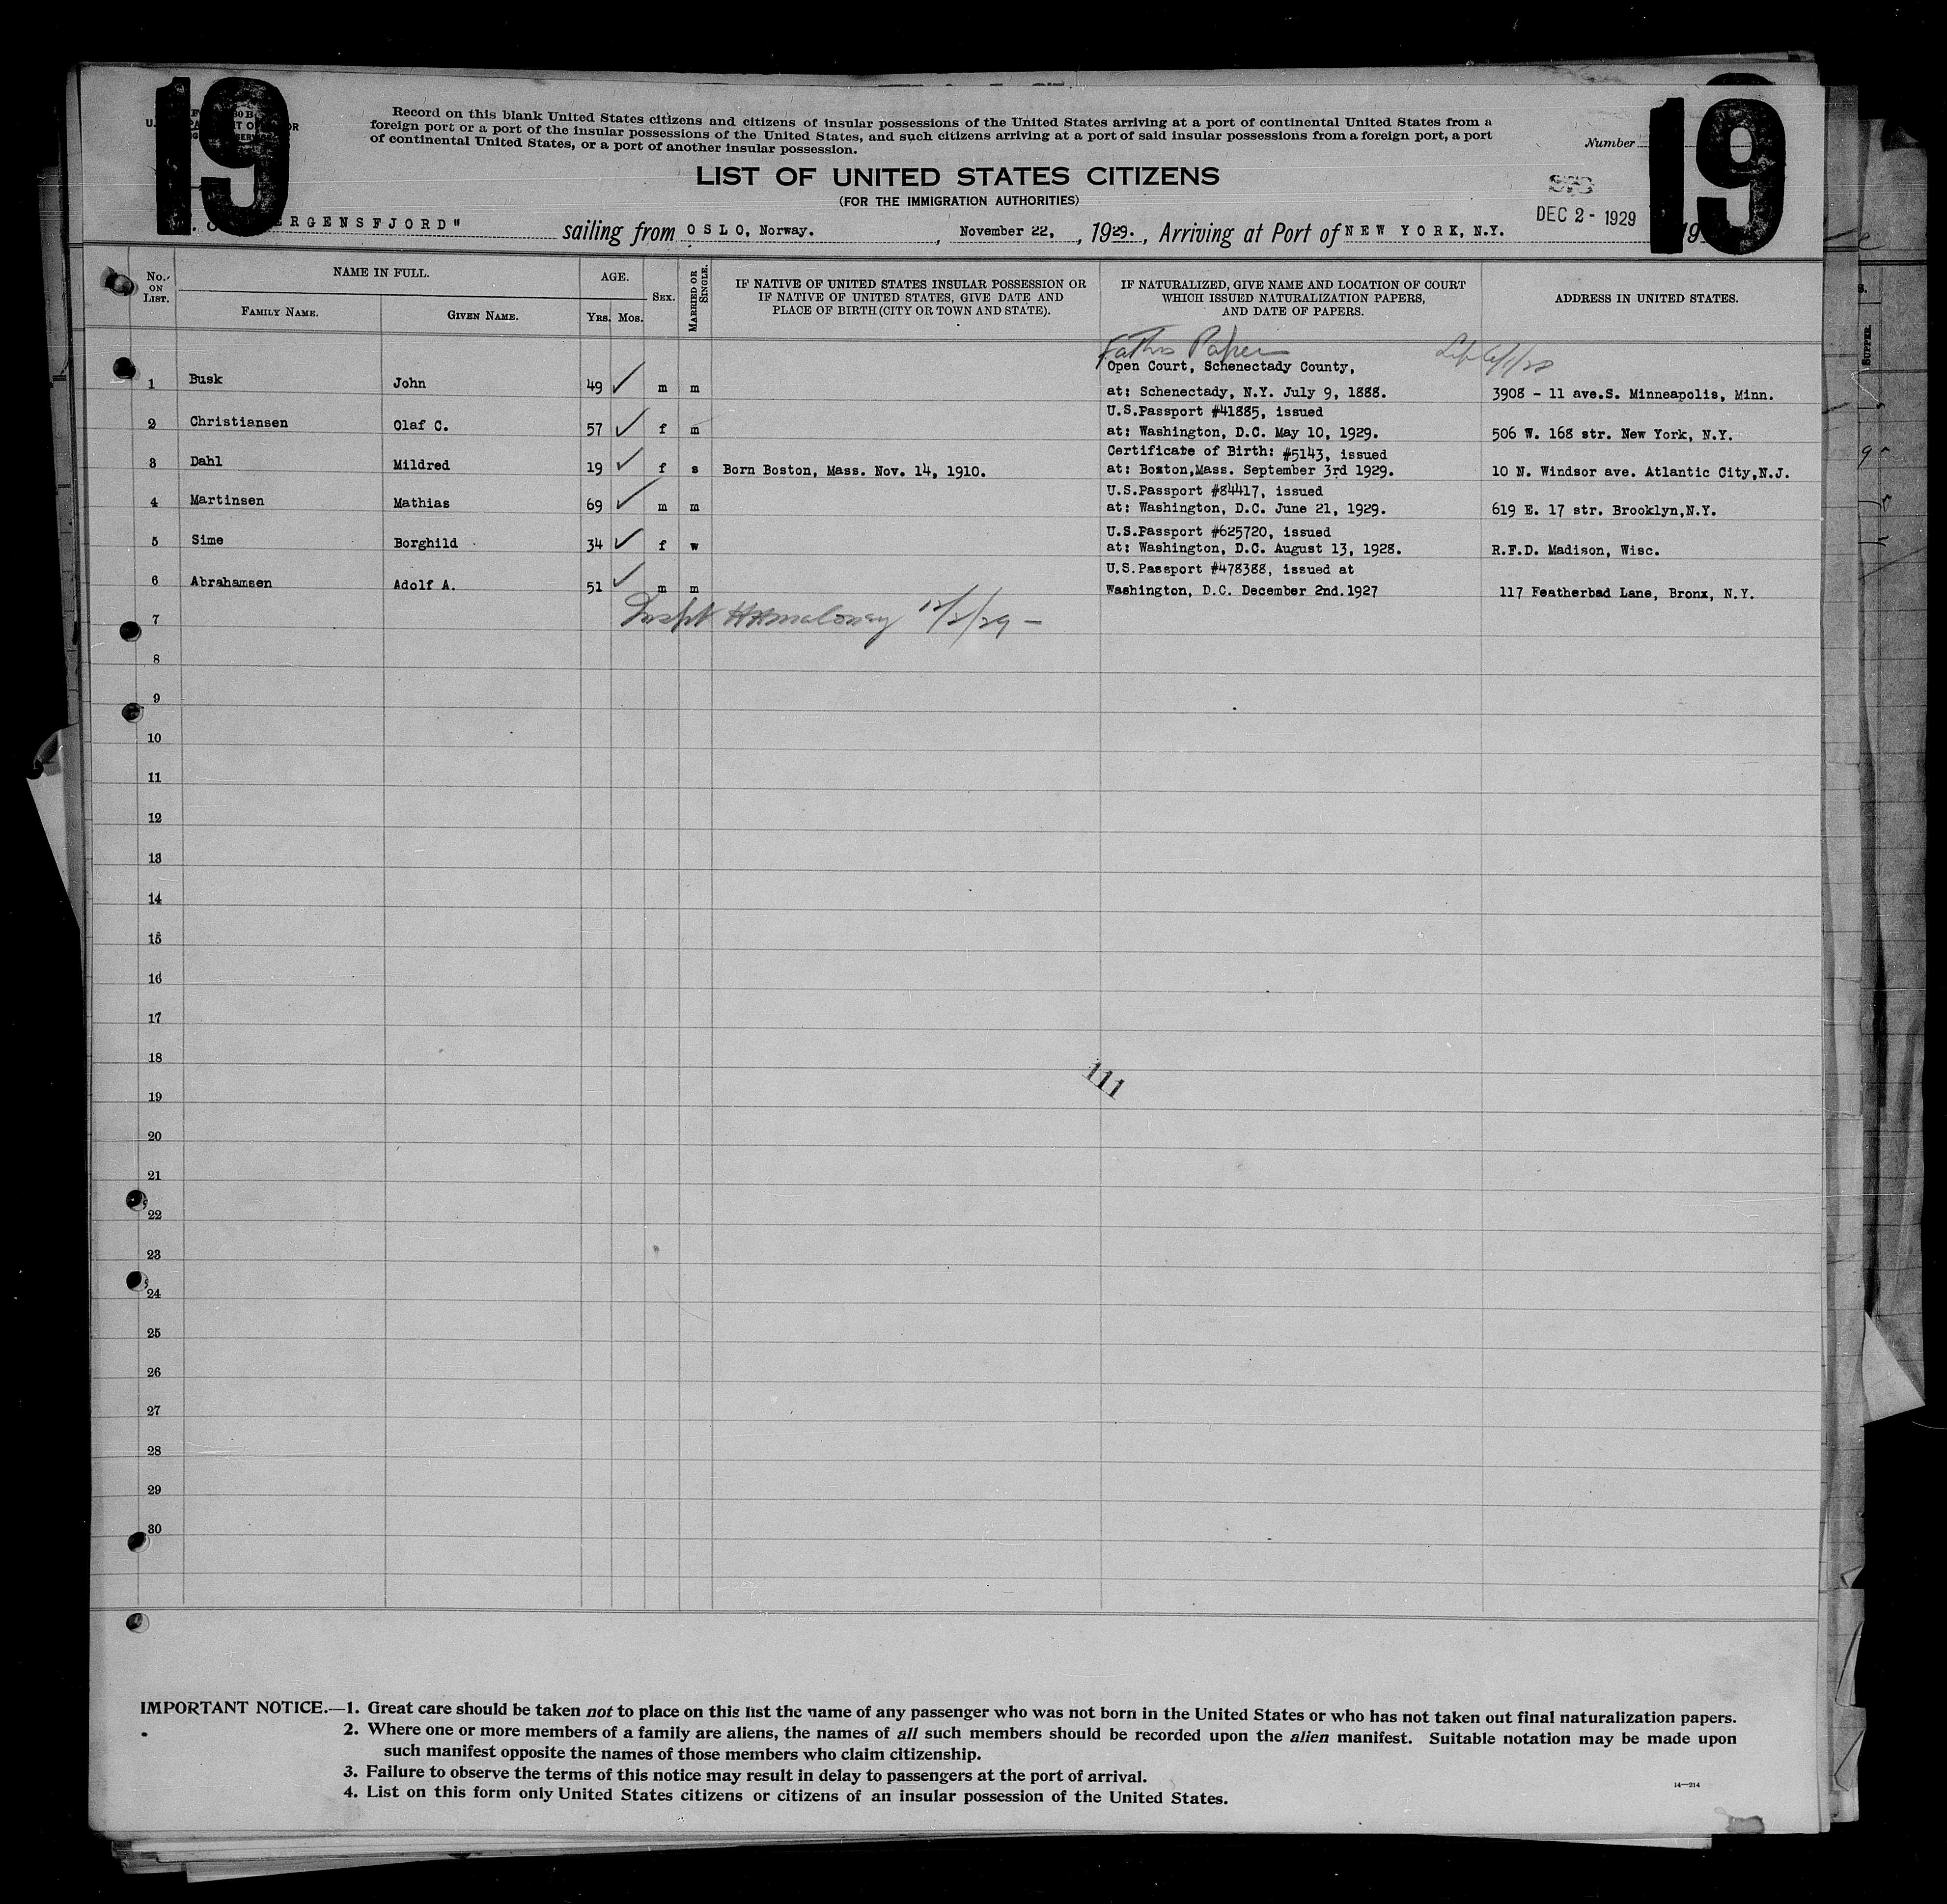 19
19
Record on this blank United States citizens and citizens of insular possessions of the United States arriving at a port of continental United States from a
foreign port or a port of the insular possessions of the United States, and such citizens arriving at a port of said insular possessions from a foreign port, a port
of continental United States, or a port of another insular possession.
Number
LIST OF UNITED STATES CITIZENS
(FOR THE IMMIGRATION AUTHORITIES)
DEC 2 - 1929
ERGENSFJORD" sailing from OSLO, Norway. , November 22, , 1929. , Arriving at Port of NEW YORK, N.Y.
No. ON LIST.
NAME IN FULL.
FAMILY NAME.
GIVEN NAME.
AGE.
YRS. MOS.
SEX.
MARRIED OR SINGLE.
IF NATIVE OF UNITED STATES INSULAR POSSESSION OR
IF NATIVE OF UNITED STATES, GIVE DATE AND
PLACE OF BIRTH (CITY OR TOWN AND STATE).
IF NATURALIZED, GIVE NAME AND LOCATION OF COURT
WHICH ISSUED NATURALIZATION PAPERS,
AND DATE OF PAPERS.
ADDRESS IN UNITED STATES.
SUPPER.
Fathers Paper
Open Court, Schenectady County,
1 Busk John 49 ✓ m m at: Schenectady, N.Y. July 9, 1888. 3908 - 11 ave.S. Minneapolis, Minn.
U.S.Passport #41885, issued
2 Christiansen Olaf C. 57 ✓ f m at: Washington, D.C. May 10, 1929. 506 W. 168 str. New York, N.Y.
Certificate of Birth: #5143, issued
3 Dahl Mildred 19 ✓ f s Born Boston, Mass. Nov. 14, 1910. at: Boston,Mass. September 3rd 1929. 10 N. Windsor ave. Atlantic City,N.J.
U.S.Passport #84417, issued
4 Martinsen Mathias 69 ✓ m m at: Washington, D.C. June 21, 1929. 619 E. 17 str. Brooklyn,N.Y.
U.S.Passport #625720, issued
5 Sime Borghild 34 ✓ f w at: Washington, D.C. August 13, 1928. R.F.D. Madison, Wisc.
U.S.Passport #478388, issued at
6 Abrahamsen Adolf A. 51 ✓ m m Washington, D.C. December 2nd.1927 117 Featherbad Lane, Bronx, N.Y.
7 Maloney 12/2/29 -
8
9
10
11
12
13
14
15
16
17
18
111
19
20
21
22
23
24
25
26
27
28
29
30
IMPORTANT NOTICE.—1. Great care should be taken not to place on this list the name of any passenger who was not born in the United States or who has not taken out final naturalization papers.
2. Where one or more members of a family are aliens, the names of all such members should be recorded upon the alien manifest. Suitable notation may be made upon
such manifest opposite the names of those members who claim citizenship.
3. Failure to observe the terms of this notice may result in delay to passengers at the port of arrival.
4. List on this form only United States citizens or citizens of an insular possession of the United States.
14—214